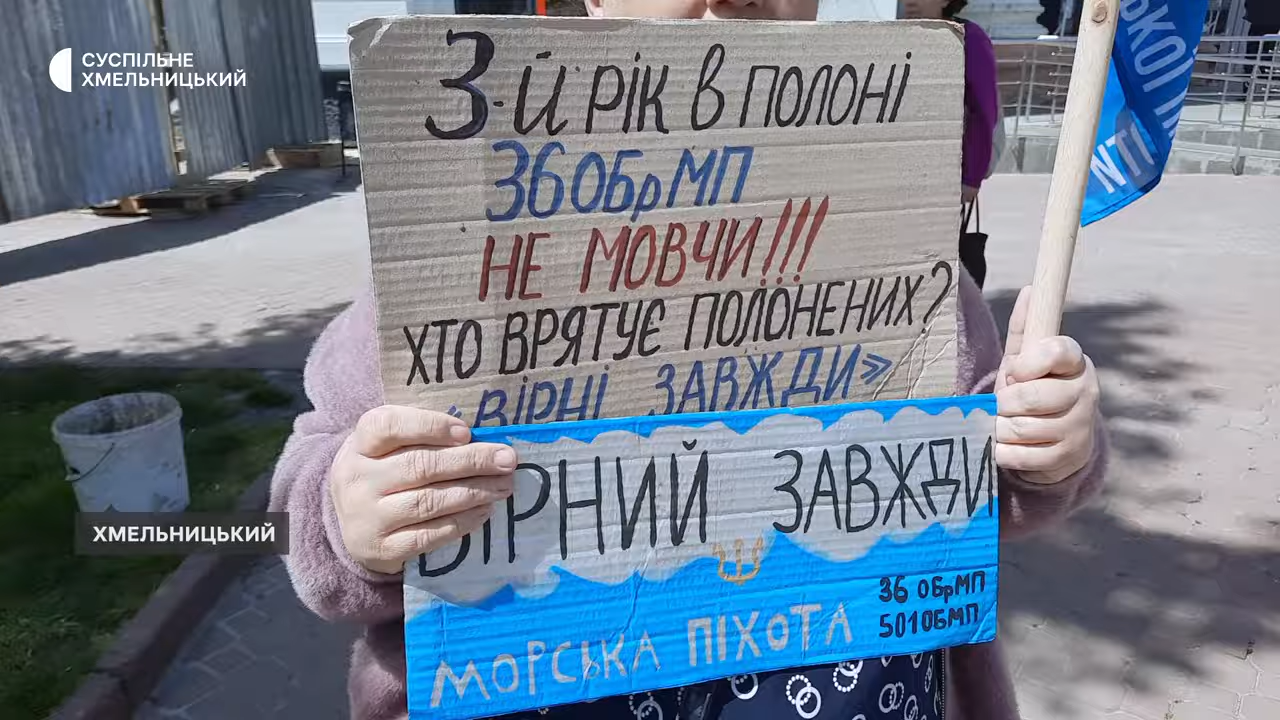 СУСПІЛЬНЕ
ХМЕЛЬНИЦЬКИЙ
3-Й РІК В ПОЛОНІ
36ОБрМП
НЕ МОВЧИ!!!
ХТО ВРЯТУЄ ПОЛОНЕНИХ?
«ВІРНІ ЗАВЖДИ»
ВІРНИЙ ЗАВЖДИ
36 ОБрМП
501ОБМП
МОРСЬКА ПІХОТА
ХМЕЛЬНИЦЬКИЙ